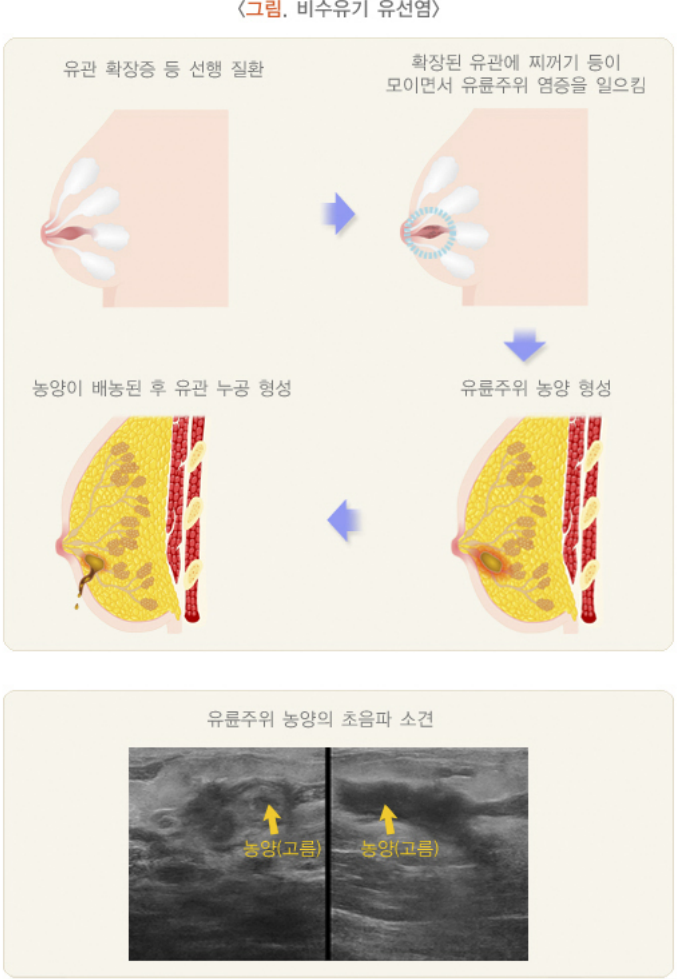 〈그림. 비수유기 유선염〉
유관 확장증 등 선행 질환
확장된 유관에 찌꺼기 등이
모이면서 유륜주위 염증을 일으킴
농양이 배농된 후 유관 누공 형성
유륜주위 농양 형성
유륜주위 농양의 초음파 소견
농양(고름)
농양(고름)